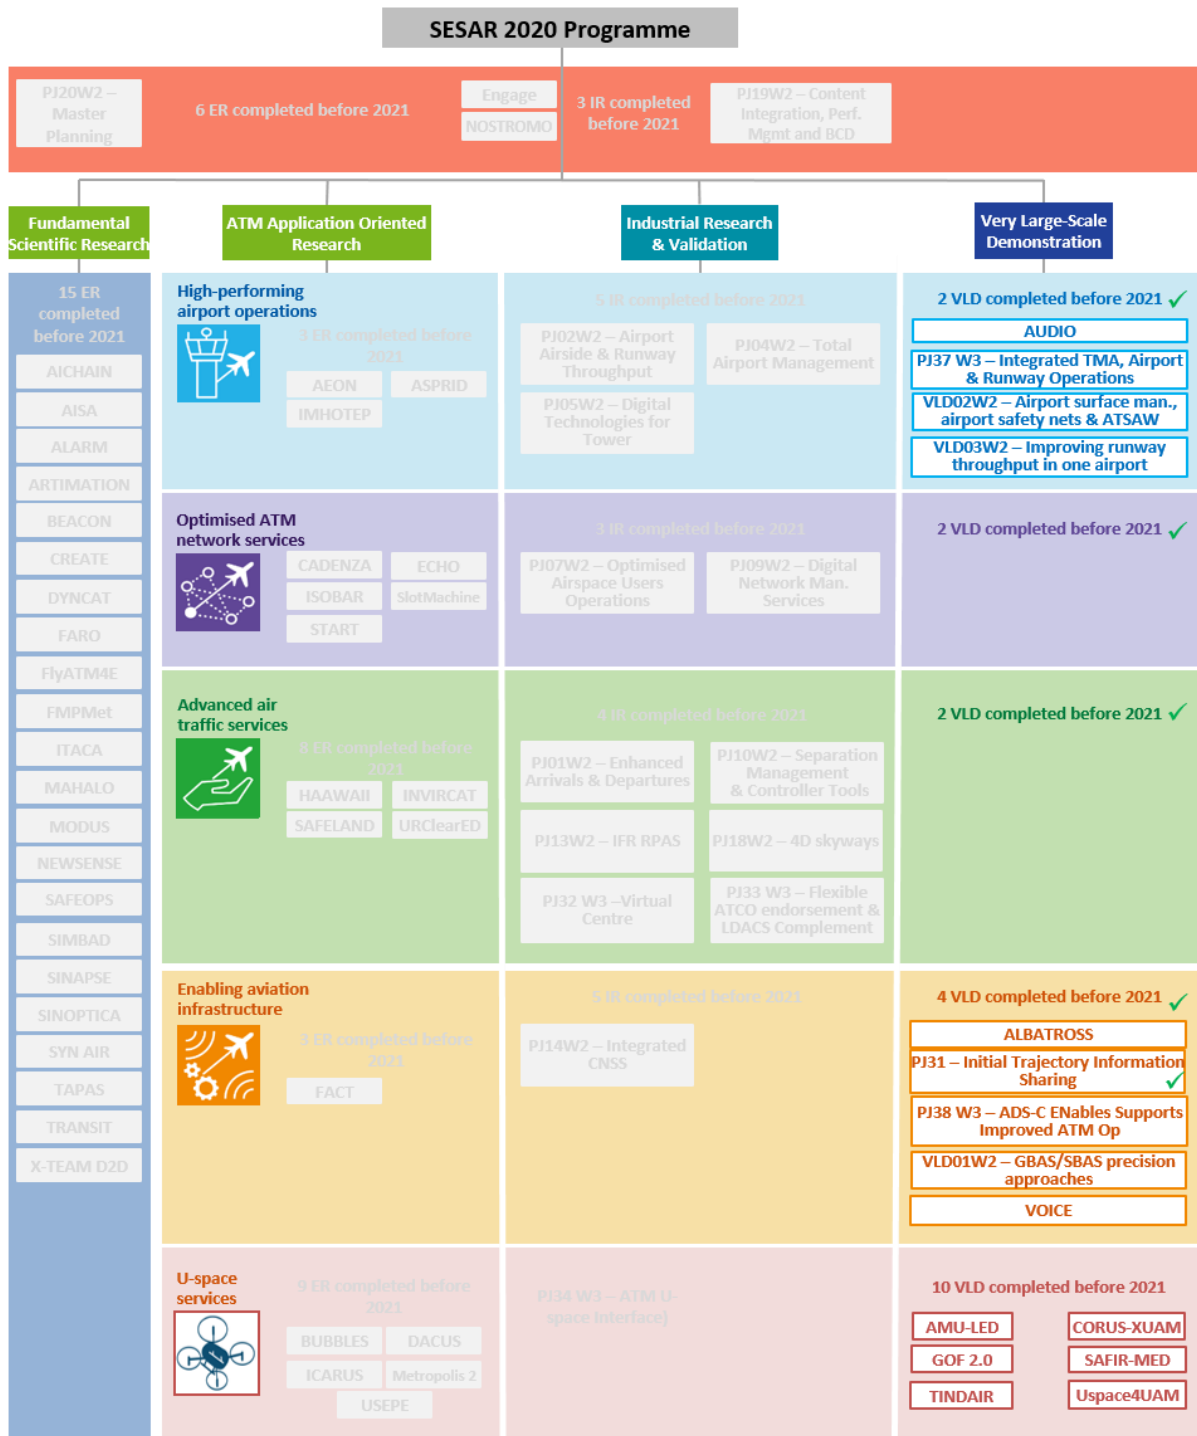 SESAR 2020 Programme
PJ20W2 –
Master
Planning
6 ER completed before 2021
Engage
NOSTROMO
3 IR completed
before 2021
PJ19W2 – Content
Integration, Perf.
Mgmt and BCD
Fundamental
Scientific Research
ATM Application Oriented
Research
Industrial Research
& Validation
Very Large-Scale
Demonstration
15 ER
completed
before 2021
AICHAIN
AISA
ALARM
ARTIMATION
BEACON
CREATE
DYNCAT
FARO
FlyATM4E
FMPMet
ITACA
MAHALO
MODUS
NEWSENSE
SAFEOPS
SIMBAD
SINAPSE
SINOPTICA
SYN AIR
TAPAS
TRANSIT
X-TEAM D2D
High-performing
airport operations
3 ER completed before
2021
AEON
ASPRID
IMHOTEP
5 IR completed before 2021
PJ02W2 – Airport
Airside & Runway
Throughput
PJ04W2 – Total
Airport Management
PJ05W2 – Digital
Technologies for
Tower
2 VLD completed before 2021
AUDIO
PJ37 W3 – Integrated TMA, Airport
& Runway Operations
VLD02W2 – Airport surface man.,
airport safety nets & ATSAW
VLD03W2 – Improving runway
throughput in one airport
Optimised ATM
network services
CADENZA
ECHO
ISOBAR
SlotMachine
START
3 IR completed before 2021
PJ07W2 – Optimised
Airspace Users
Operations
PJ09W2 – Digital
Network Man.
Services
2 VLD completed before 2021
Advanced air
traffic services
8 ER completed before
2021
HAAWAII
INVIRCAT
SAFELAND
URClearED
4 IR completed before 2021
PJ01W2 – Enhanced
Arrivals & Departures
PJ10W2 – Separation
Management
& Controller Tools
PJ13W2 – IFR RPAS
PJ18W2 – 4D skyways
PJ32 W3 –Virtual
Centre
PJ33 W3 – Flexible
ATCO endorsement &
LDACS Complement
2 VLD completed before 2021
Enabling aviation
infrastructure
3 ER completed before
2021
FACT
5 IR completed before 2021
PJ14W2 – Integrated
CNSS
4 VLD completed before 2021
ALBATROSS
PJ31 – Initial Trajectory Information
Sharing
PJ38 W3 – ADS-C ENables Supports
Improved ATM Op
VLD01W2 – GBAS/SBAS precision
approaches
VOICE
U-space
services
9 ER completed before
2021
BUBBLES
DACUS
ICARUS
Metropolis 2
USEPE
PJ34 W3 – ATM U-
space Interface)
10 VLD completed before 2021
AMU-LED
CORUS-XUAM
GOF 2.0
SAFIR-MED
TINDAIR
Uspace4UAM